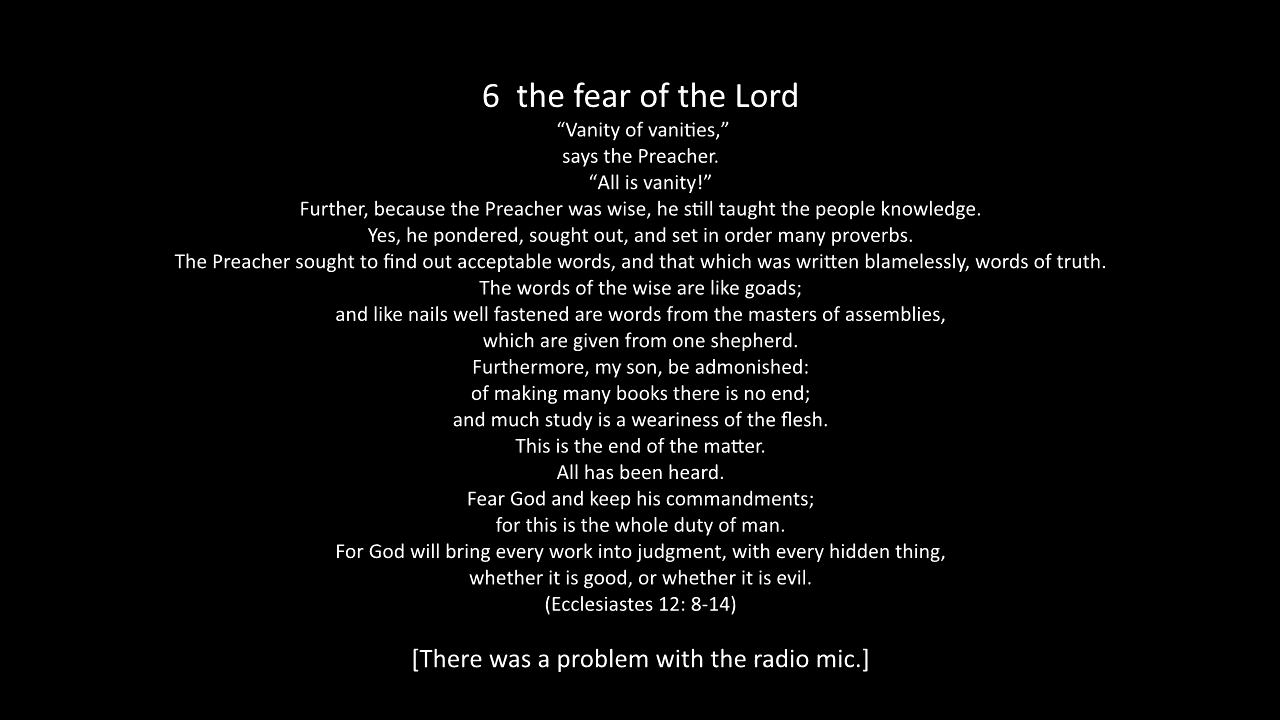 6  the fear of the Lord
“Vanity of vanities,”
says the Preacher.
“All is vanity!”
Further, because the Preacher was wise, he still taught the people knowledge.
Yes, he pondered, sought out, and set in order many proverbs.
The Preacher sought to find out acceptable words, and that which was written blamelessly, words of truth.
The words of the wise are like goads;
and like nails well fastened are words from the masters of assemblies,
which are given from one shepherd.
Furthermore, my son, be admonished:
of making many books there is no end;
and much study is a weariness of the flesh.
This is the end of the matter.
All has been heard.
Fear God and keep his commandments;
for this is the whole duty of man.
For God will bring every work into judgment, with every hidden thing,
whether it is good, or whether it is evil.
(Ecclesiastes 12: 8-14)
[There was a problem with the radio mic.]